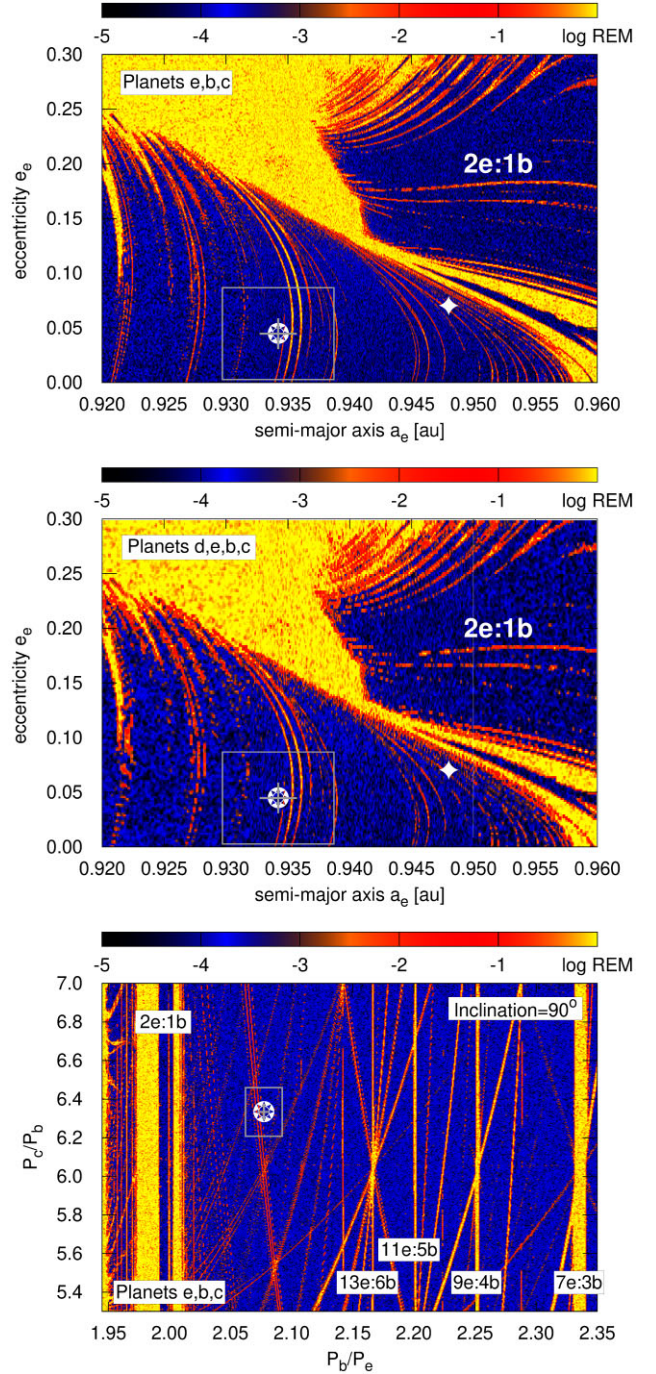 -5 -4 -3 -2 -1 log REM
0.30
0.25
0.20
0.15
0.10
0.05
0.00
eccentricity eₑ
Planets e,b,c
2e:1b
0.920 0.925 0.930 0.935 0.940 0.945 0.950 0.955 0.960
semi-major axis aₑ [au]
-5 -4 -3 -2 -1 log REM
0.30
0.25
0.20
0.15
0.10
0.05
0.00
eccentricity eₑ
Planets d,e,b,c
2e:1b
0.920 0.925 0.930 0.935 0.940 0.945 0.950 0.955 0.960
semi-major axis aₑ [au]
-5 -4 -3 -2 -1 log REM
7.0
6.8
6.6
6.4
6.2
6.0
5.8
5.6
5.4
P_c/P_b
2e:1b
Inclination=90°
11e:5b
Planets e,b,c
13e:6b
9e:4b
7e:3b
1.95 2.00 2.05 2.10 2.15 2.20 2.25 2.30 2.35
P_b/Pₑ